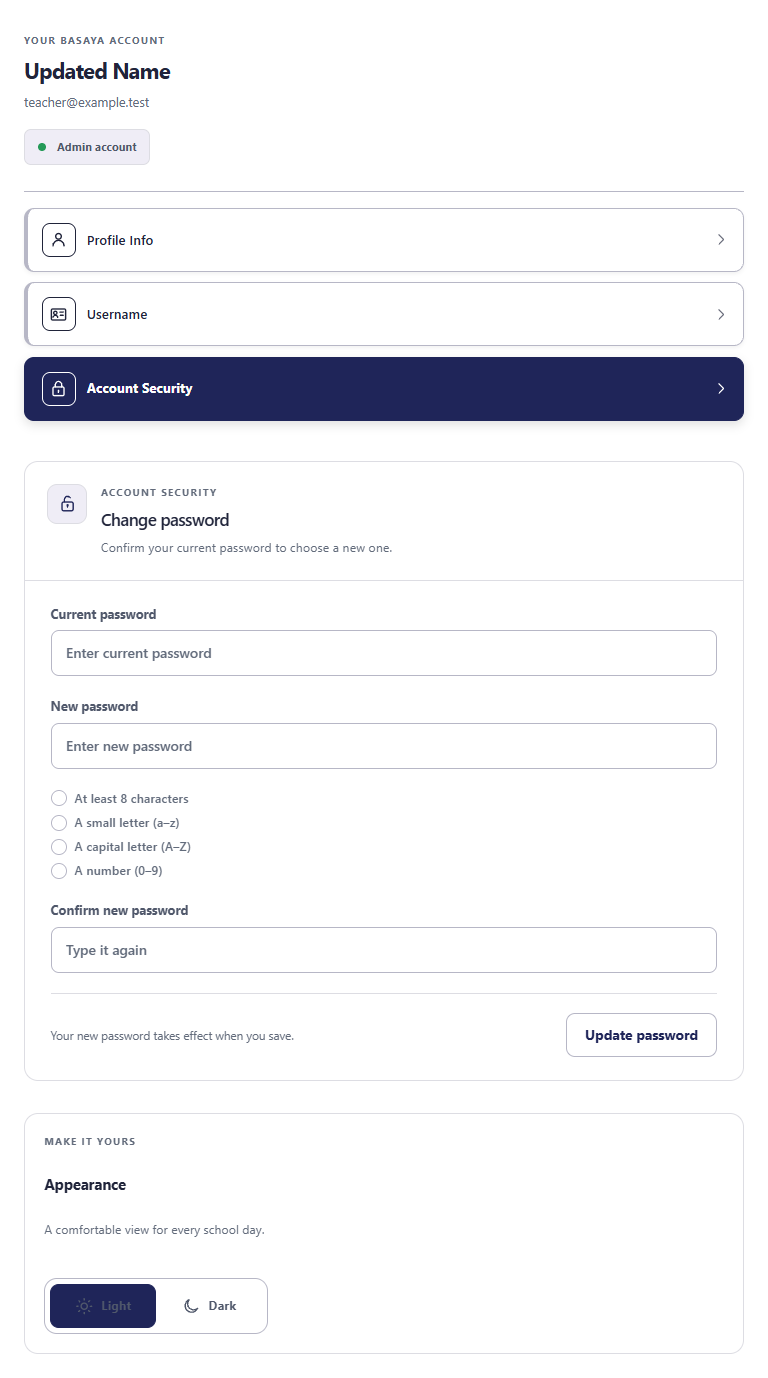 YOUR BASAYA ACCOUNT
Updated Name
teacher@example.test
Admin account
Profile Info
Username
Account Security
ACCOUNT SECURITY
Change password
Confirm your current password to choose a new one.
Current password
Enter current password
New password
Enter new password
At least 8 characters
A small letter (a–z)
A capital letter (A–Z)
A number (0–9)
Confirm new password
Type it again
Your new password takes effect when you save.
Update password
MAKE IT YOURS
Appearance
A comfortable view for every school day.
Light
Dark